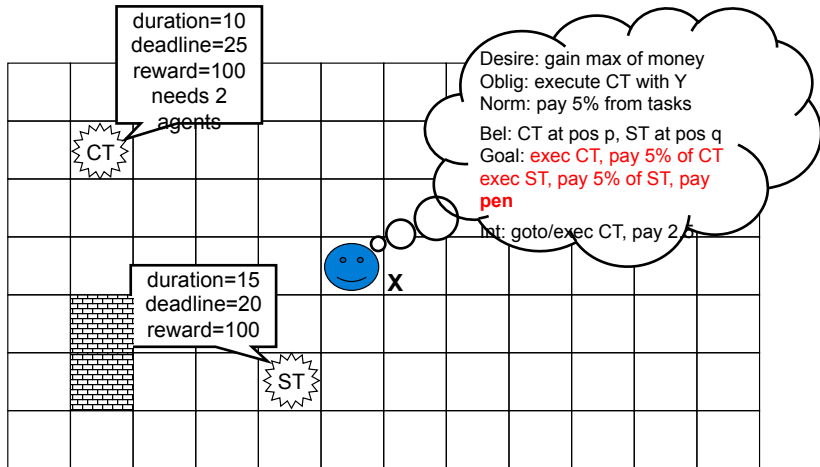 duration=10
deadline=25
reward=100
needs 2
agents
CT
Desire: gain max of money
Oblig: execute CT with Y
Norm: pay 5% from tasks
Bel: CT at pos p, ST at pos q
Goal: exec CT, pay 5% of CT
exec ST, pay 5% of ST, pay
pen
Int: goto/exec CT, pay 2.5
X
duration=15
deadline=20
reward=100
ST